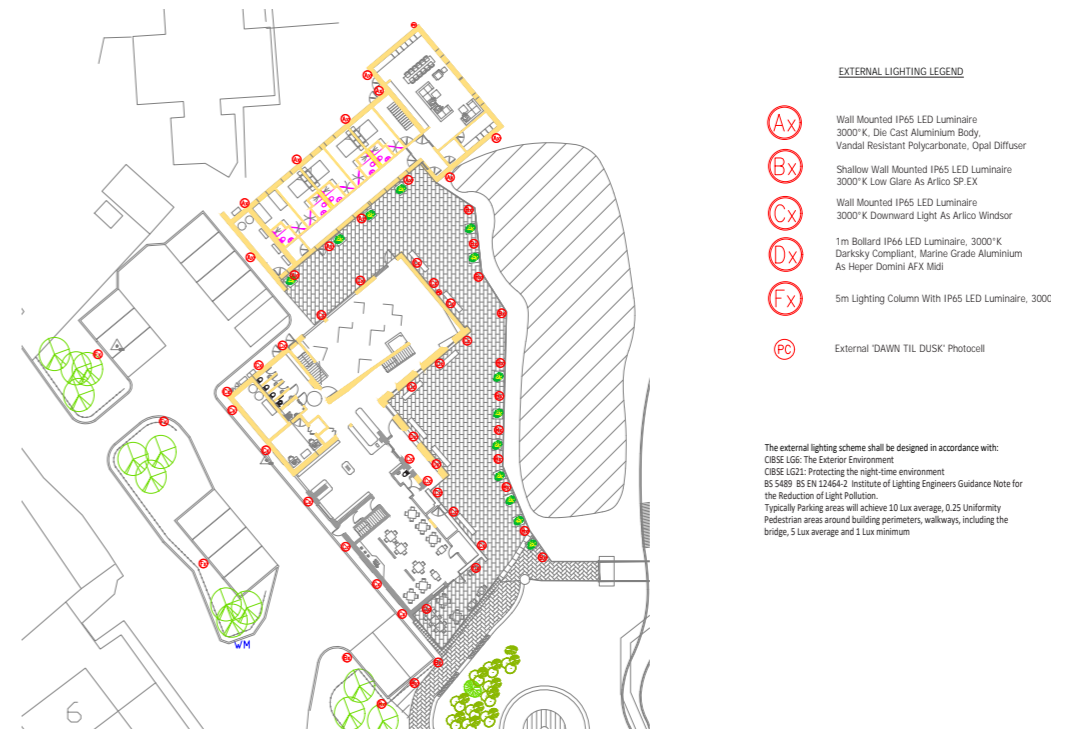 EXTERNAL LIGHTING LEGEND
Ax
Wall Mounted IP65 LED Luminaire
3000°K, Die Cast Aluminium Body,
Vandal Resistant Polycarbonate, Opal Diffuser
Bx
Shallow Wall Mounted IP65 LED Luminaire
3000°K Low Glare As Arlico SP.EX
Cx
Wall Mounted IP65 LED Luminaire
3000°K Downward Light As Arlico Windsor
Dx
1m Bollard IP66 LED Luminaire, 3000°K
Darksky Compliant, Marine Grade Aluminium
As Heper Domini AFX Midi
Fx
5m Lighting Column With IP65 LED Luminaire, 300
PC
External 'DAWN TIL DUSK' Photocell
The external lighting scheme shall be designed in accordance with:
CIBSE LG6: The Exterior Environment
CIBSE LG21: Protecting the night-time environment
BS 5489 BS EN 12464-2 Institute of Lighting Engineers Guidance Note for
the Reduction of Light Pollution.
Typically Parking areas will achieve 10 Lux average, 0.25 Uniformity
Pedestrian areas around building perimeters, walkways, including the
bridge, 5 Lux average and 1 Lux minimum
WM
6